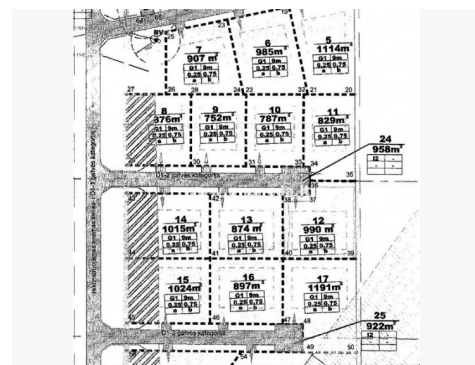 7
907 m²
G1 9m
0,25 0,75
a b
6
985m²
G1 9m
0,25 0,75
a b
5
1114m²
G1 9m
0,25 0,75
a b
27
26
28
24
22
37
21
20
8
876m²
G1 9m
0,25 0,75
a b
9
752m²
G1 9m
0,25 0,75
a b
10
787m²
G1 9m
0,25 0,75
a b
11
829m²
G1 9m
0,25 0,75
a b
30
31
33
34
24
958m²
I2 -
35
36
42
38
37
14
1015m²
G1 9m
0,25 0,75
a b
13
874 m²
G1 9m
0,25 0,75
a b
12
990 m²
G1 9m
0,25 0,75
a b
44
41
40
39
15
1024m²
G1 9m
0,25 0,75
a b
16
897m²
G1 9m
0,25 0,75
a b
17
1191m²
G1 9m
0,25 0,75
a b
46
47
48
25
922m²
I2 -
49
50
54